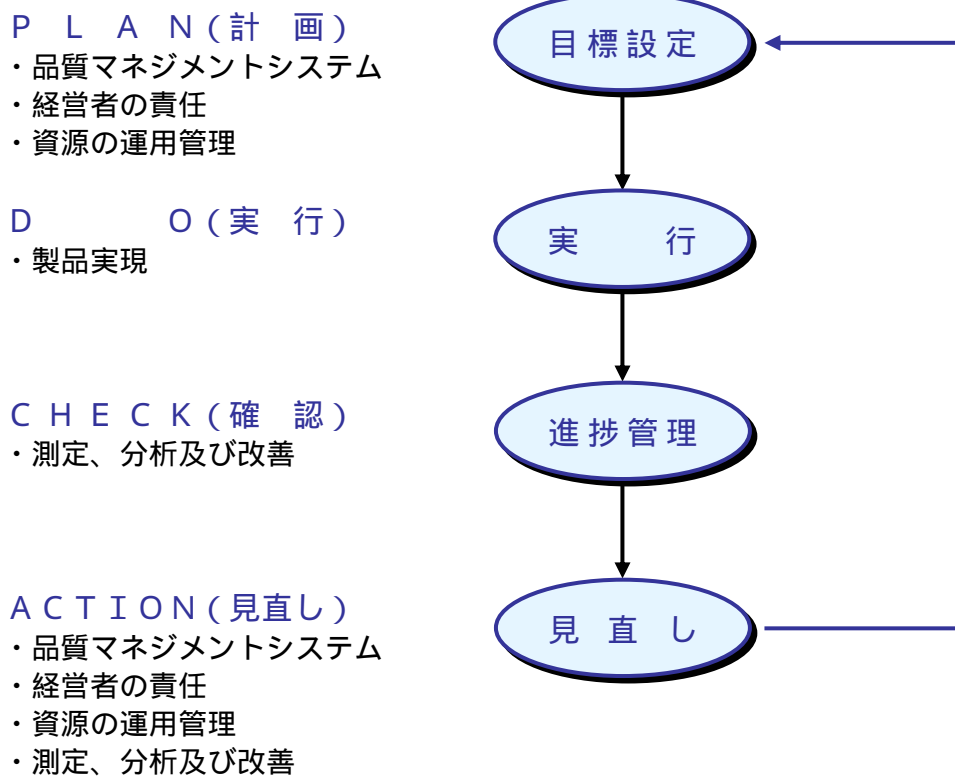 ＰＬＡＮ（計　画）
・品質マネジメントシステム
・経営者の責任
・資源の運用管理
目標設定
ＤＯ（実　行）
・製品実現
実　　行
ＣＨＥＣＫ（確　認）
・測定、分析及び改善
進捗管理
ＡＣＴＩＯＮ（見直し）
・品質マネジメントシステム
・経営者の責任
・資源の運用管理
・測定、分析及び改善
見直し